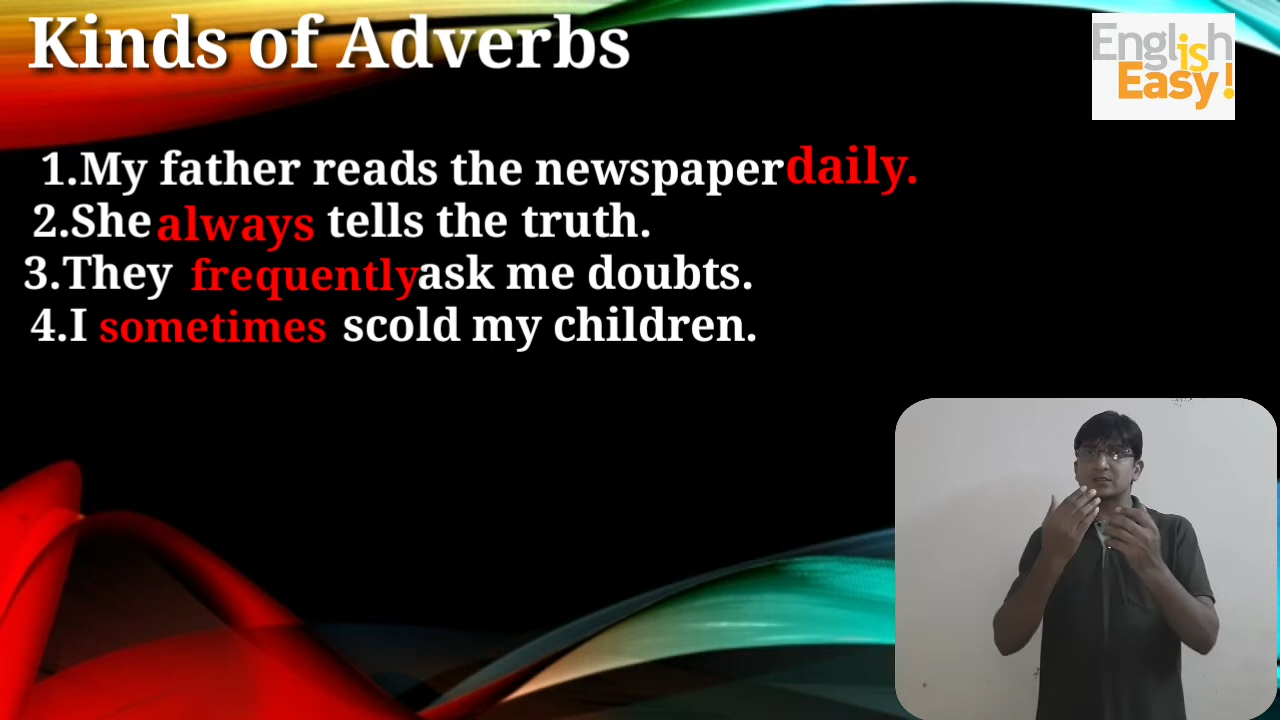 Kinds of Adverbs
English
Easy!
1.My father reads the newspaper daily.
2.She always tells the truth.
3.They frequently ask me doubts.
4.I sometimes scold my children.